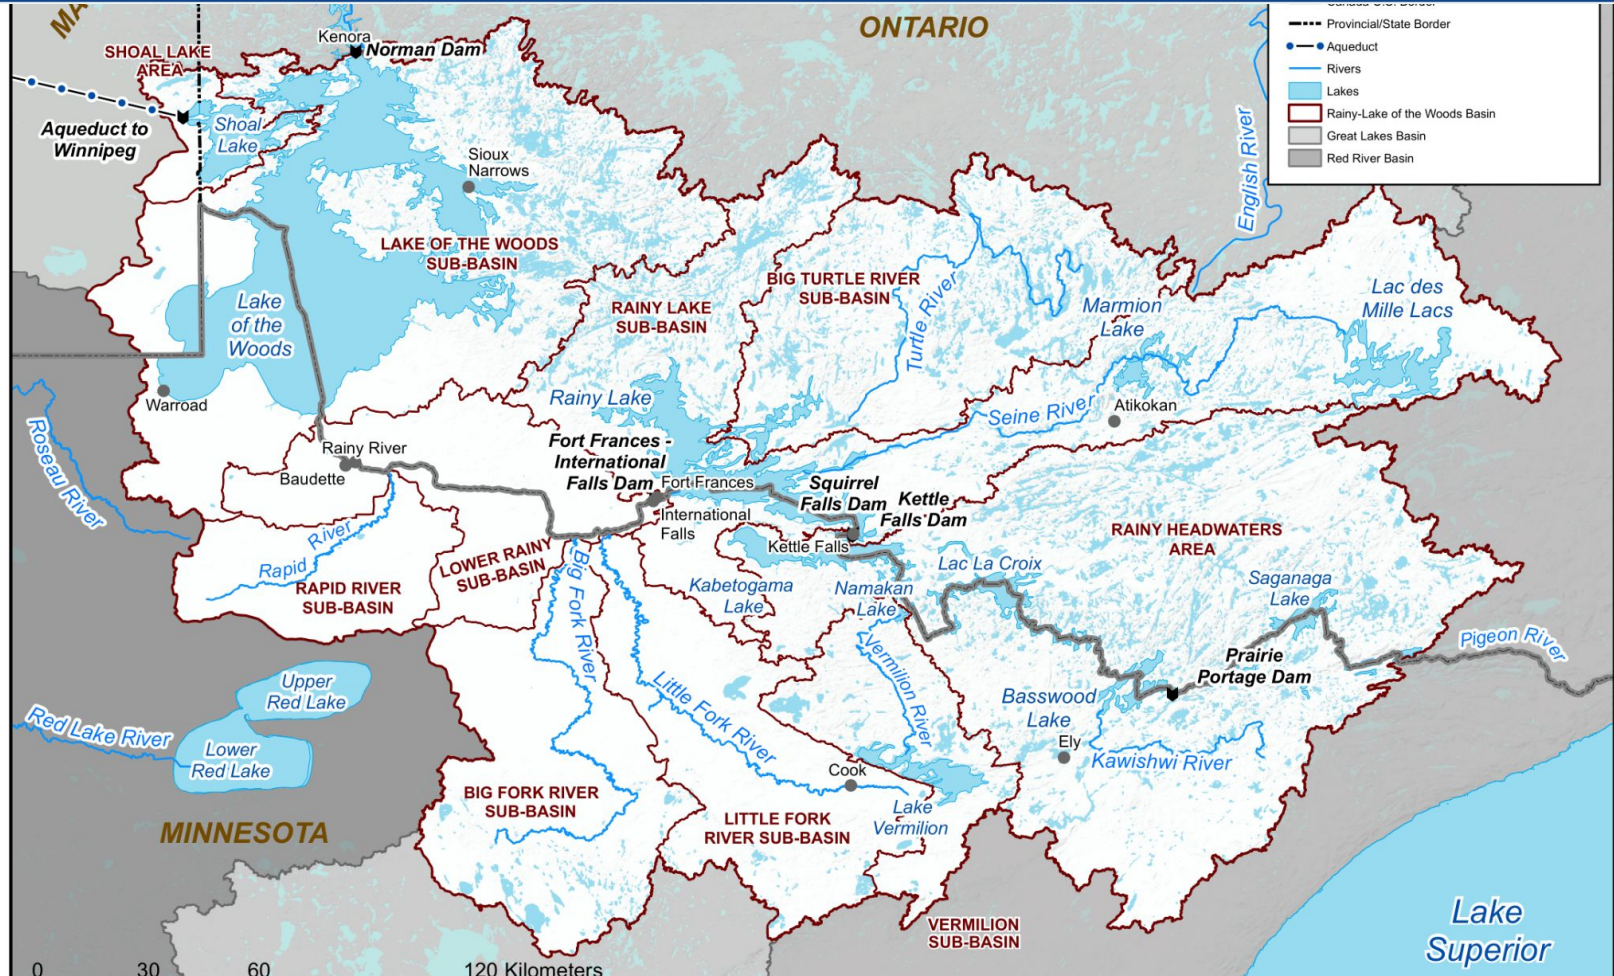 MA
ONTARIO
Canada-U.S. Border
Provincial/State Border
Aqueduct
Rivers
Lakes
Rainy-Lake of the Woods Basin
Great Lakes Basin
Red River Basin
Kenora
Norman Dam
SHOAL LAKE
AREA
Aqueduct to
Winnipeg
Shoal
Lake
Sioux
Narrows
English River
LAKE OF THE WOODS
SUB-BASIN
Lake
of the
Woods
RAINY LAKE
SUB-BASIN
BIG TURTLE RIVER
SUB-BASIN
Turtle River
Marmion
Lake
Lac des
Mille Lacs
Warroad
Rainy Lake
Seine River
Atikokan
Roseau River
Rainy River
Baudette
Fort Frances -
International
Falls Dam
Fort Frances
International
Falls
Squirrel
Falls Dam
Kettle
Falls Dam
Kettle Falls
RAINY HEADWATERS
AREA
Rapid River
RAPID RIVER
SUB-BASIN
LOWER RAINY
SUB-BASIN
Big Fork River
Kabetogama
Lake
Namakan
Lake
Lac La Croix
Saganaga
Lake
Pigeon River
Vermilion River
Little Fork River
Prairie
Portage Dam
Basswood
Lake
Ely
Kawishwi River
Upper
Red Lake
Red Lake River
Lower
Red Lake
MINNESOTA
BIG FORK RIVER
SUB-BASIN
Cook
LITTLE FORK
RIVER SUB-BASIN
Lake
Vermilion
VERMILION
SUB-BASIN
Lake
Superior
0 30 60 120 Kilometers